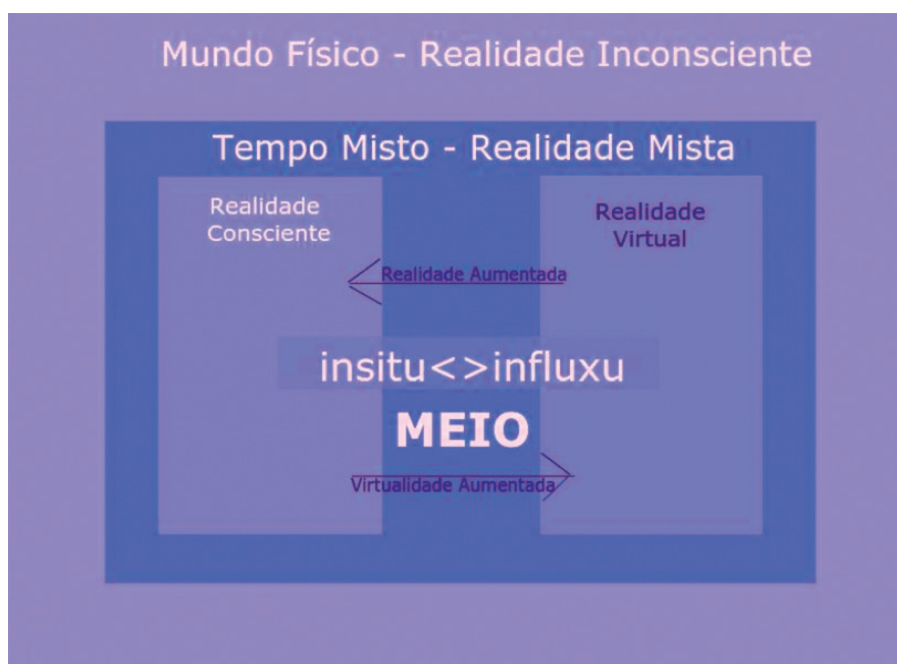 Mundo Físico - Realidade Inconsciente
Tempo Misto - Realidade Mista
Realidade
Consciente
Realidade
Virtual
Realidade Aumentada
insitu<>influxu
MEIO
Virtualidade Aumentada